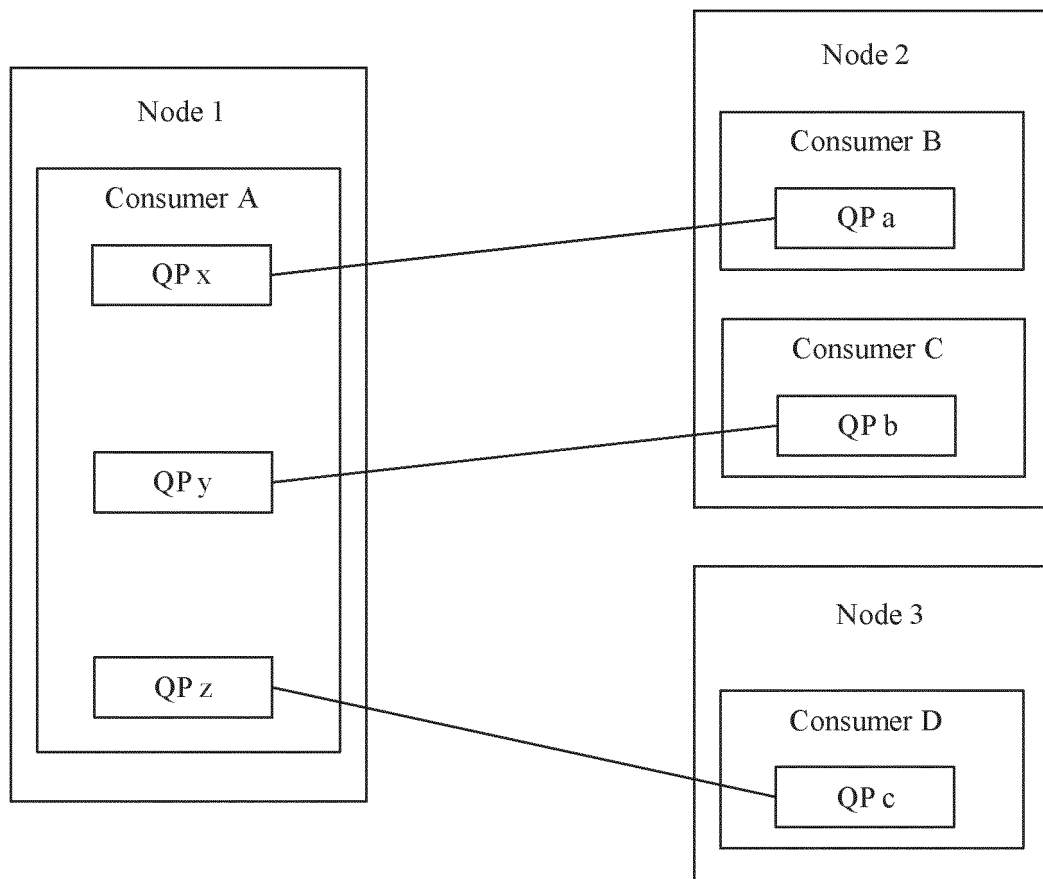 Node 1
Consumer A
QP x
QP y
QP z
Node 2
Consumer B
QP a
Consumer C
QP b
Node 3
Consumer D
QP c